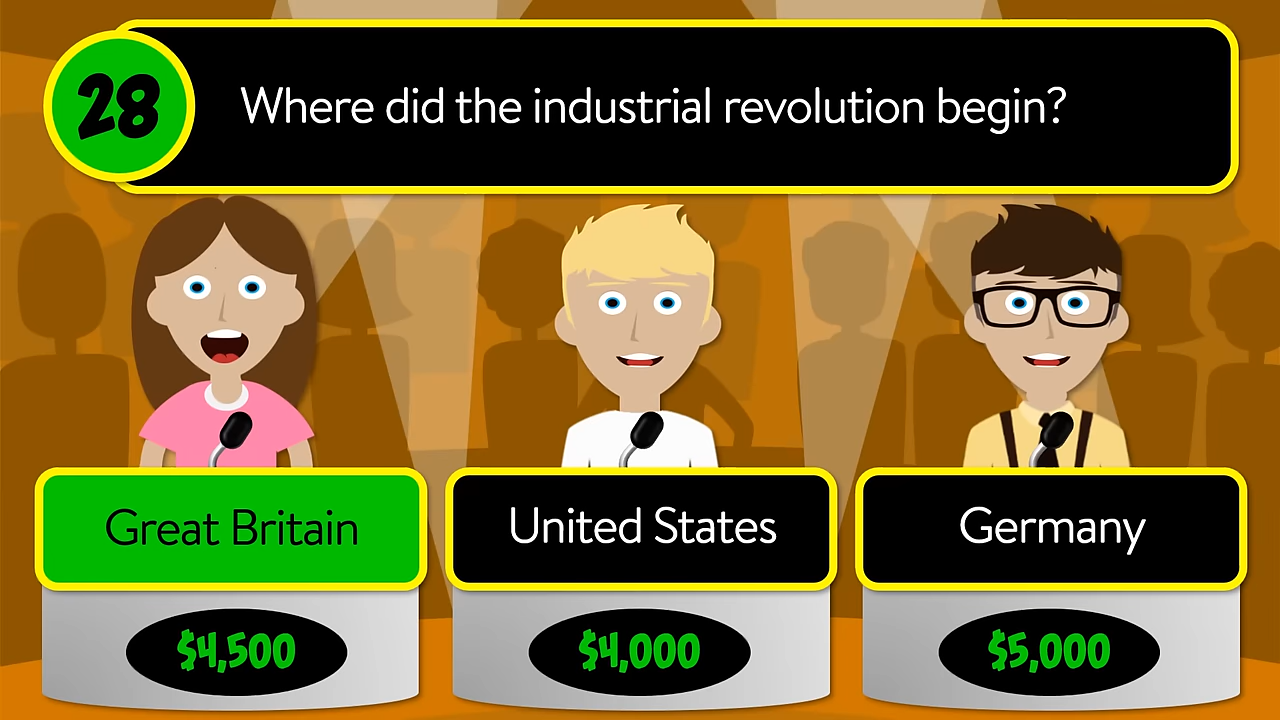 28
Where did the industrial revolution begin?
Great Britain
United States
Germany
$4,500
$4,000
$5,000